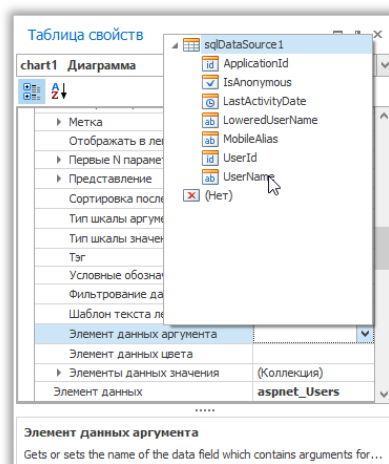 Таблица свойств
sqlDataSource1
chart1 Диаграмма
ApplicationId
IsAnonymous
LastActivityDate
LoweredUserName
MobileAlias
UserId
UserName
(Нет)
Метка
Отображать в ле
Первые N параме
Представление
Сортировка после
Тип шкалы аргуме
Тип шкалы значен
Тэг
Условные обознач
Фильтрование да
Шаблон текста ле
Элемент данных аргумента
Элемент данных цвета
Элементы данных значения (Коллекция)
Элемент данных aspnet_Users
Элемент данных аргумента
Gets or sets the name of the data field which contains arguments for...